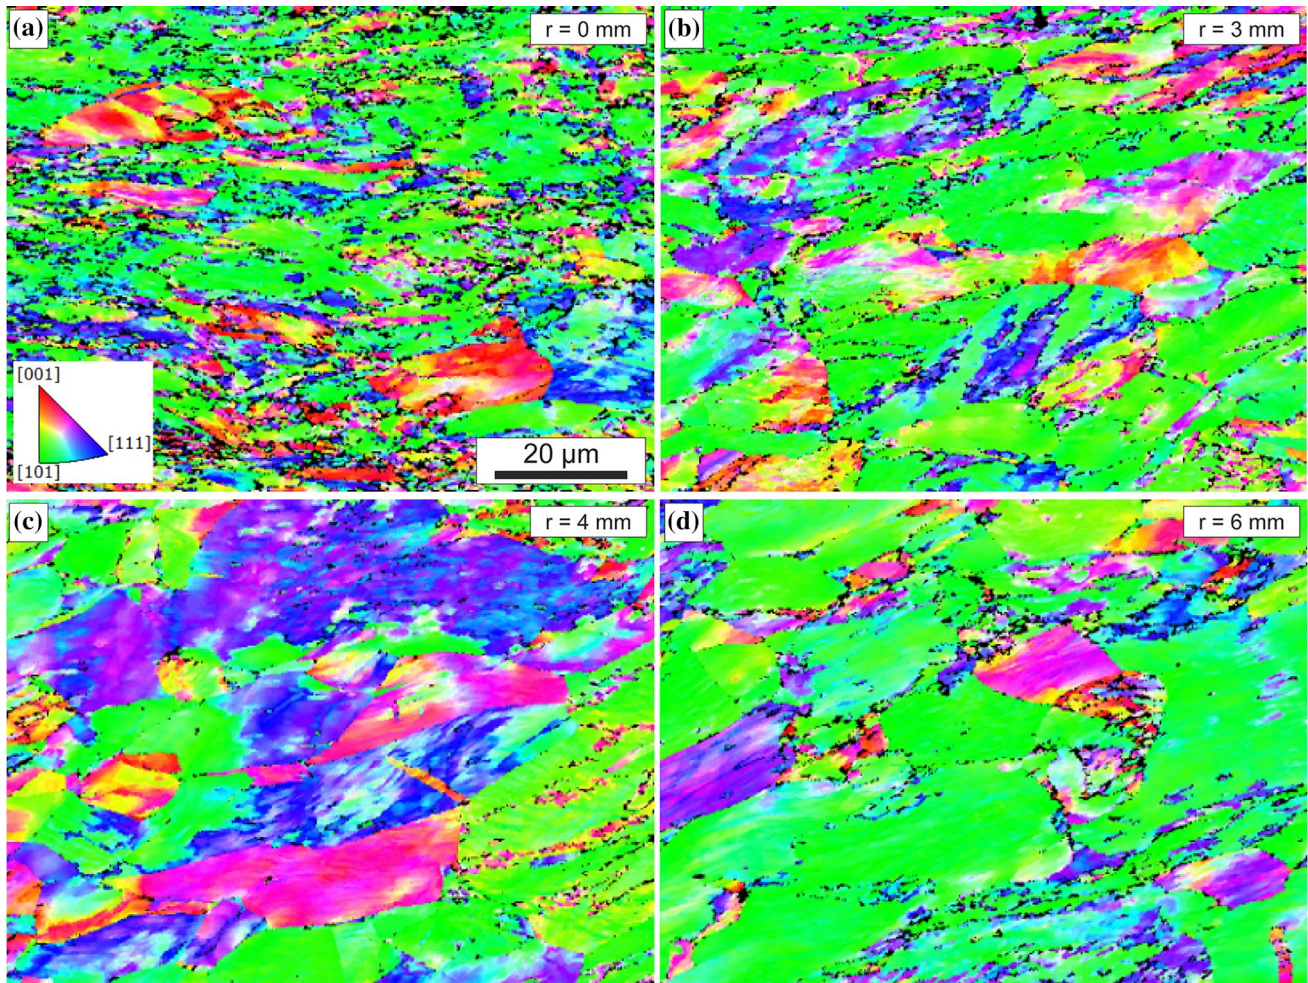 (a)
r = 0 mm
(b)
r = 3 mm
[001]
[111]
[101]
20 µm
(c)
r = 4 mm
(d)
r = 6 mm